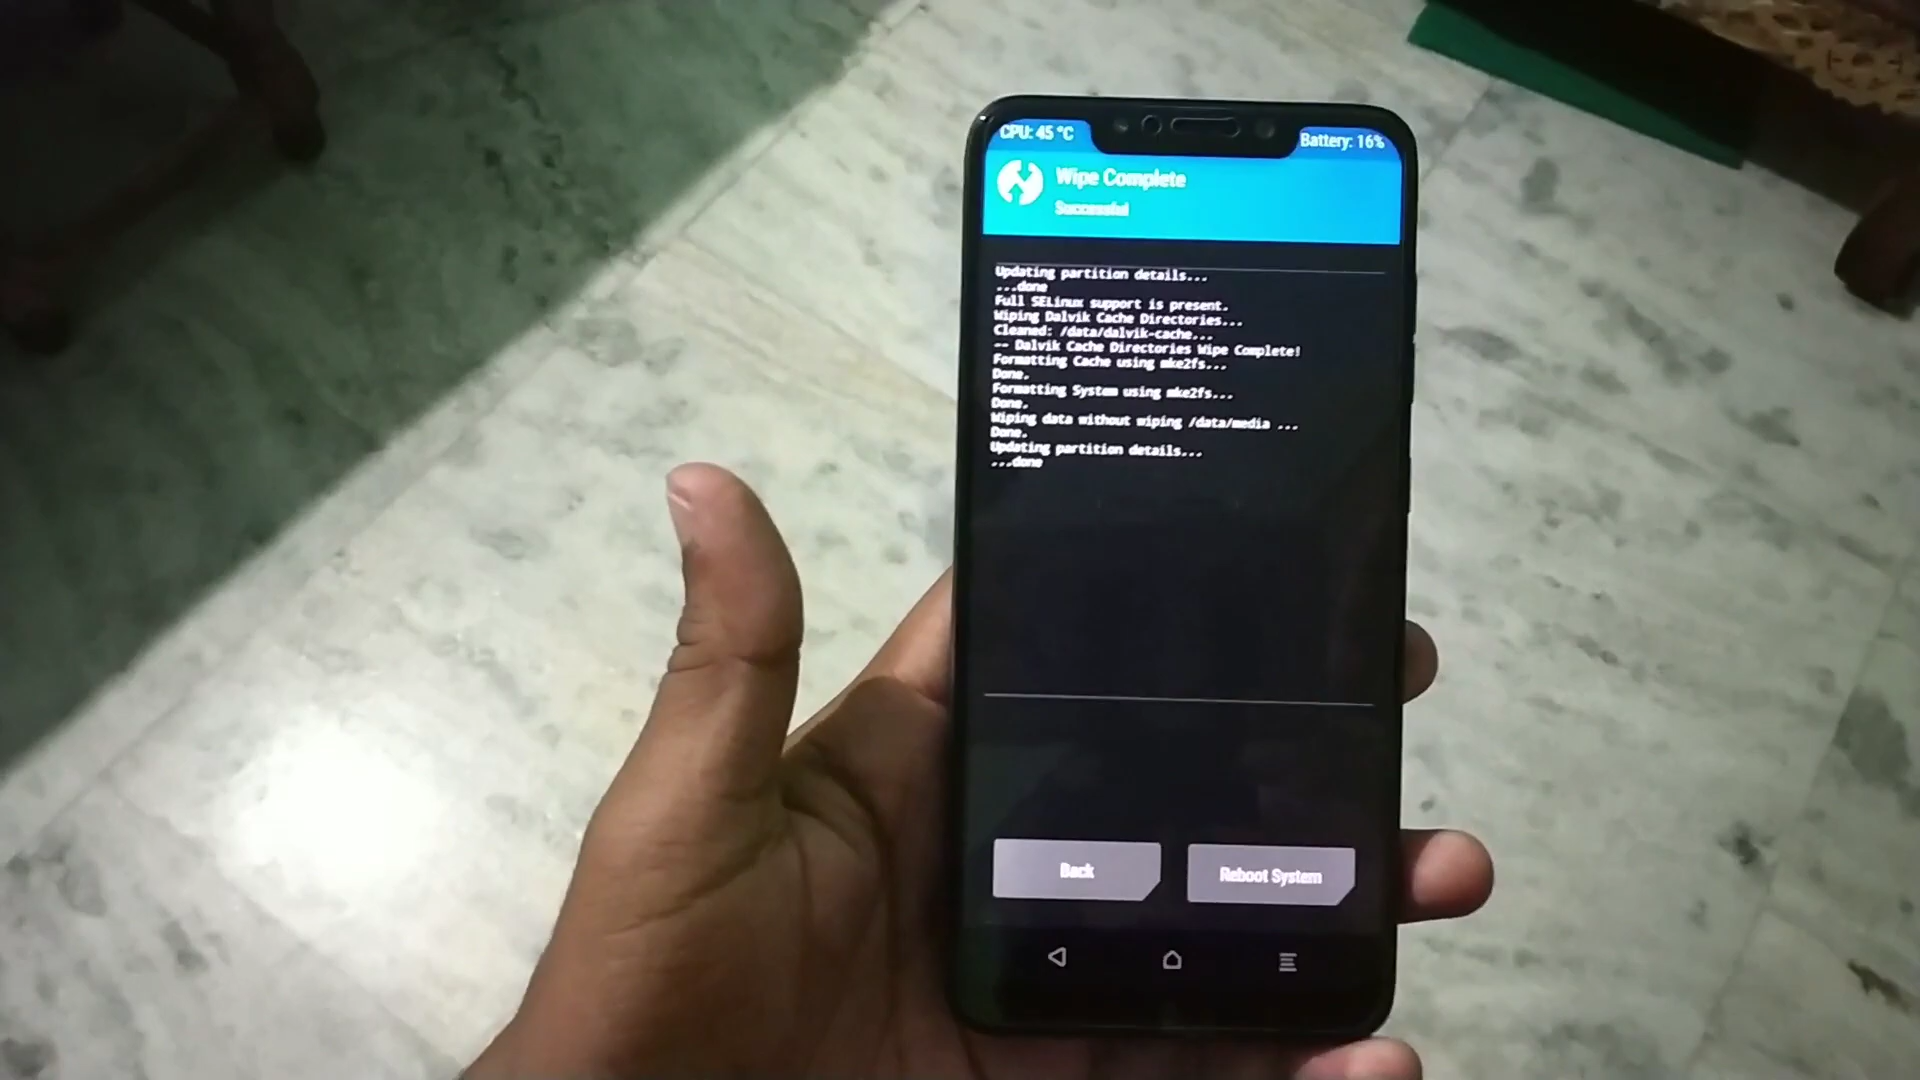 CPU: 45 °C
Battery: 16%
Wipe Complete
Successful
Updating partition details...
...done
Full SELinux support is present.
Wiping Dalvik Cache Directories...
Cleaned: /data/dalvik-cache...
-- Dalvik Cache Directories Wipe Complete!
Formatting Cache using mke2fs...
Done.
Formatting System using mke2fs...
Done.
Wiping data without wiping /data/media ...
Done.
Updating partition details...
...done
Back
Reboot System